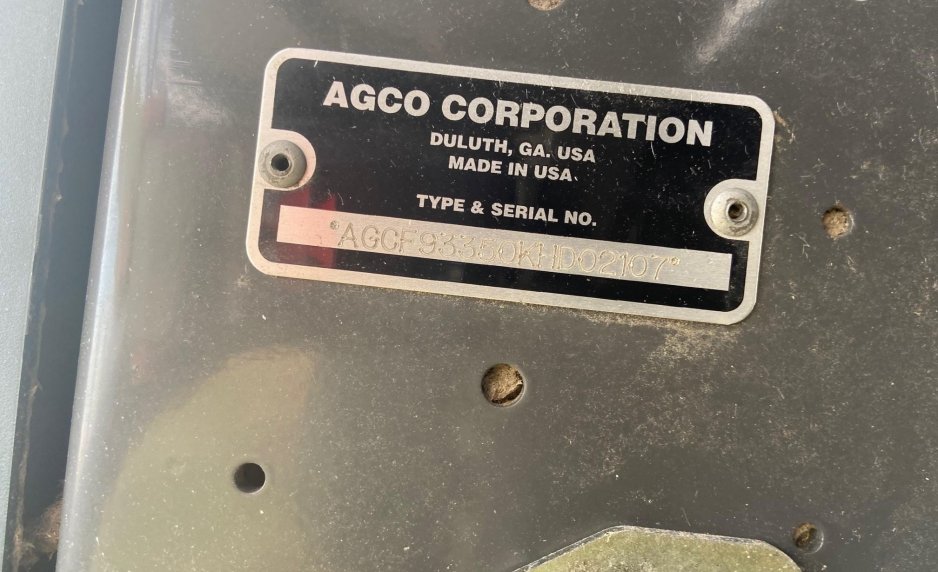 AGCO CORPORATION
DULUTH, GA. USA
MADE IN USA
TYPE & SERIAL NO.
*AGCF93350KHD02107*